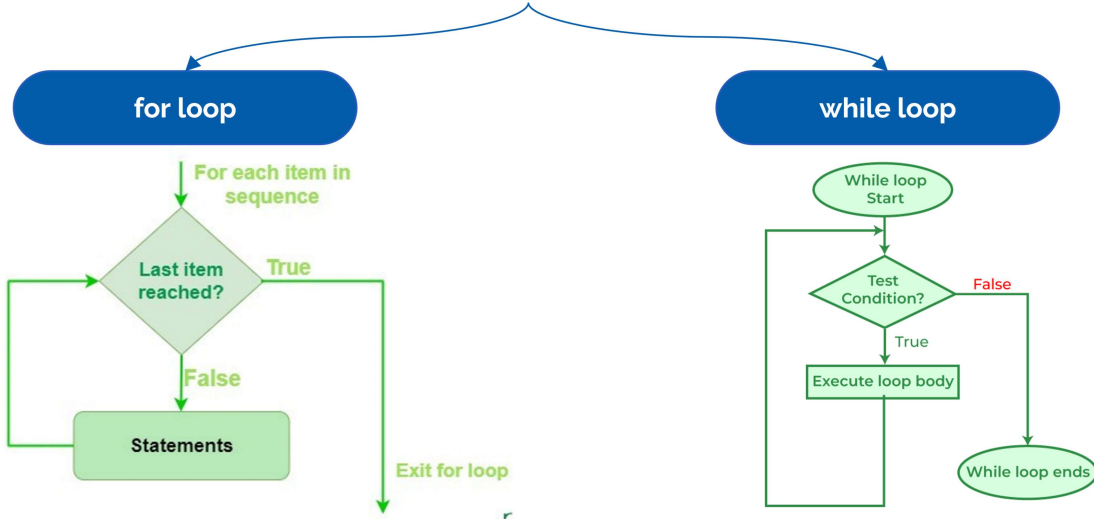 for loop
while loop
For each item in
sequence
Last item
reached?
True
False
Statements
Exit for loop
While loop
Start
Test
Condition?
False
True
Execute loop body
While loop ends